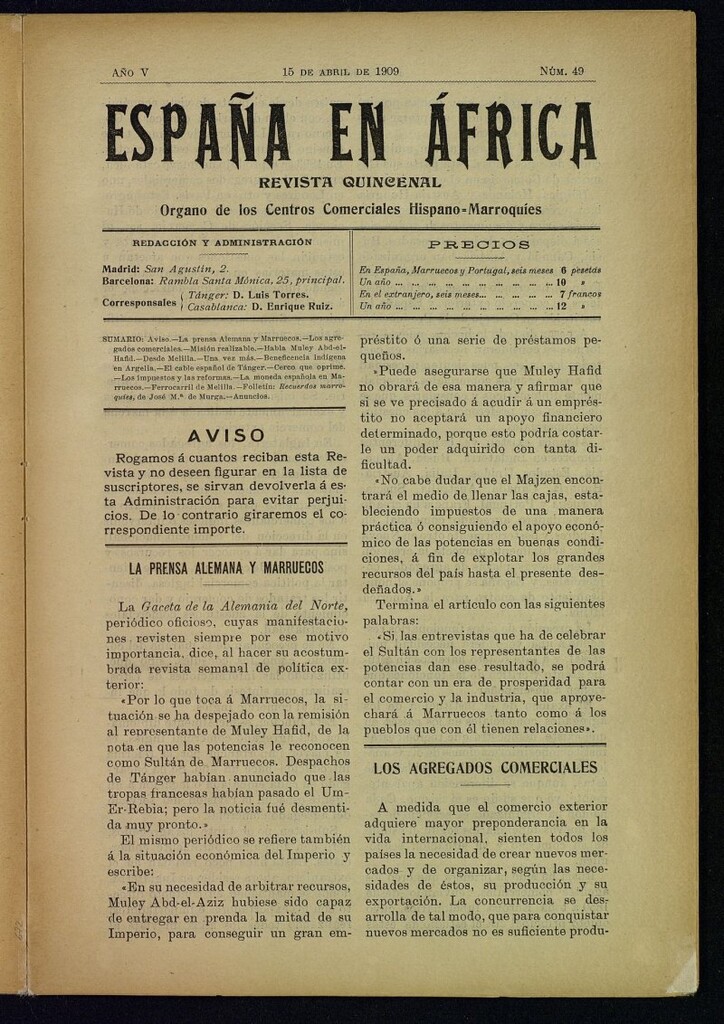 AÑO V
15 DE ABRIL DE 1909
NÚM. 49
ESPAÑA EN ÁFRICA
REVISTA QUINCENAL
Organo de los Centros Comerciales Hispano=Marroquíes
REDACCIÓN Y ADMINISTRACIÓN
Madrid: San Agustín, 2.
Barcelona: Rambla Santa Mónica, 25, principal.
Corresponsales { Tánger: D. Luis Torres.
Casablanca: D. Enrique Ruiz.
PRECIOS
En España, Marruecos y Portugal, seis meses 6 pesetas
Un año ... ... ... ... ... ... ... ... ... ... 10 »
En el extranjero, seis meses... ... ... ... ... 7 francos
Un año ... ... ... ... ... ... ... ... ... ... 12 »
SUMARIO: Aviso.—La prensa Alemana y Marruecos.—Los agre-
gados comerciales.—Misión realizable.—Habla Muley Abd-el-
Hafid.—Desde Melilla.—Una vez más.—Beneficencia indígena
en Argelia.—El cable español de Tánger.—Cerco que oprime.
—Los impuestos y las reformas.—La moneda española en Ma-
rruecos.—Ferrocarril de Melilla.—Folletín: Recuerdos marro-
quíes, de José M.ª de Murga.—Anuncios.
AVISO
Rogamos á cuantos reciban esta Re-
vista y no deseen figurar en la lista de
suscriptores, se sirvan devolverla á es-
ta Administración para evitar perjui-
cios. De lo contrario giraremos el co-
rrespondiente importe.
LA PRENSA ALEMANA Y MARRUECOS
La Gaceta de la Alemania del Norte,
periódico oficioso, cuyas manifestacio-
nes revisten siempre por ese motivo
importancia, dice, al hacer su acostum-
brada revista semanal de política ex-
terior:
«Por lo que toca á Marruecos, la si-
tuación se ha despejado con la remisión
al representante de Muley Hafid, de la
nota en que las potencias le reconocen
como Sultán de Marruecos. Despachos
de Tánger habían anunciado que las
tropas francesas habían pasado el Um-
Er-Rebia; pero la noticia fué desmenti-
da muy pronto.»
El mismo periódico se refiere también
á la situación económica del Imperio y
escribe:
«En su necesidad de arbitrar recursos,
Muley Abd-el-Aziz hubiese sido capaz
de entregar en prenda la mitad de su
Imperio, para conseguir un gran em-
préstito ó una serie de préstamos pe-
queños.
»Puede asegurarse que Muley Hafid
no obrará de esa manera y afirmar que
si se ve precisado á acudir á un emprés-
tito no aceptará un apoyo financiero
determinado, porque esto podría costar-
le un poder adquirido con tanta di-
ficultad.
«No cabe dudar que el Majzen encon-
trará el medio de llenar las cajas, esta-
bleciendo impuestos de una manera
práctica ó consiguiendo el apoyo econó-
mico de las potencias en buenas condi-
ciones, á fin de explotar los grandes
recursos del país hasta el presente des-
deñados.»
Termina el artículo con las siguientes
palabras:
«Si las entrevistas que ha de celebrar
el Sultán con los representantes de las
potencias dan ese resultado, se podrá
contar con un era de prosperidad para
el comercio y la industria, que aprove-
chará á Marruecos tanto como á los
pueblos que con él tienen relaciones».
LOS AGREGADOS COMERCIALES
A medida que el comercio exterior
adquiere mayor preponderancia en la
vida internacional, sienten todos los
países la necesidad de crear nuevos mer-
cados y de organizar, según las nece-
sidades de éstos, su producción y su
exportación. La concurrencia se des-
arrolla de tal modo, que para conquistar
nuevos mercados no es suficiente produ-